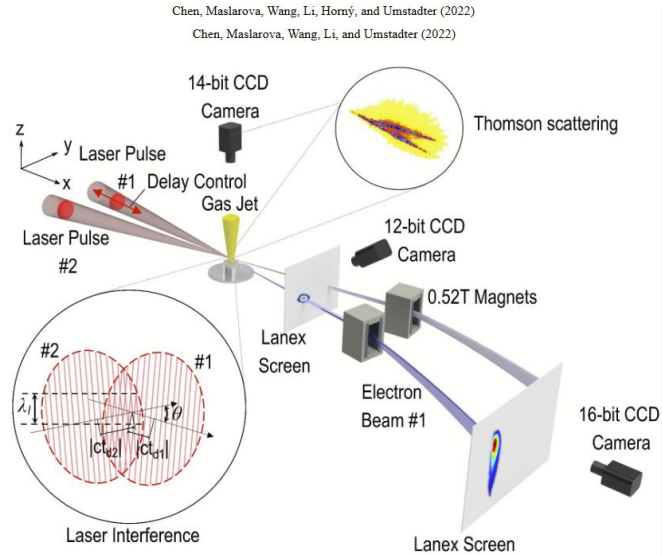 Chen, Maslarova, Wang, Li, Horný, and Umstadter (2022)
Chen, Maslarova, Wang, Li, and Umstadter (2022)
14-bit CCD
Camera
Thomson scattering
z
y
x
Laser Pulse
#1
Delay Control
Gas Jet
Laser Pulse
#2
12-bit CCD
Camera
0.52T Magnets
Lanex
Screen
#2
#1
λl
θ
|ctd2|
|ctd1|
Electron
Beam #1
16-bit CCD
Camera
Laser Interference
Lanex Screen